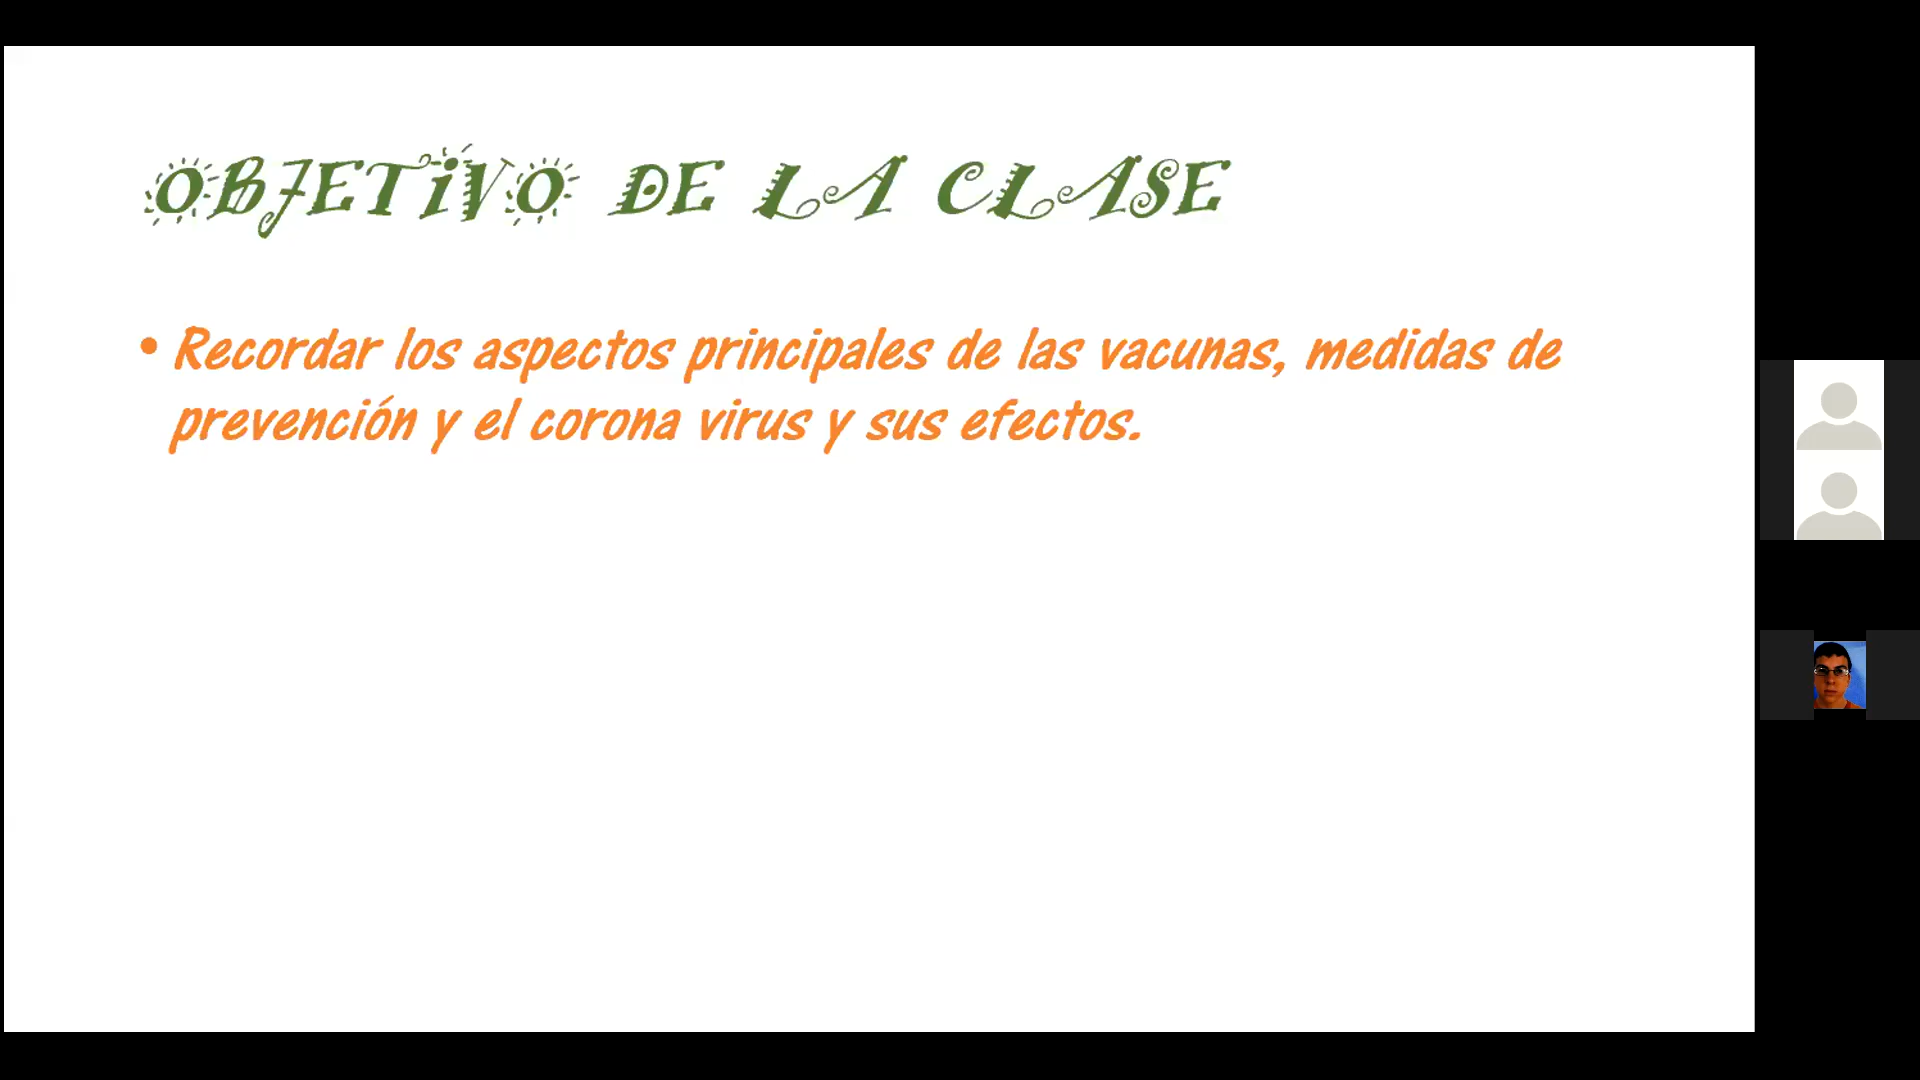 OBJETiVO DE LA CLASE
• Recordar los aspectos principales de las vacunas, medidas de
prevención y el corona virus y sus efectos.